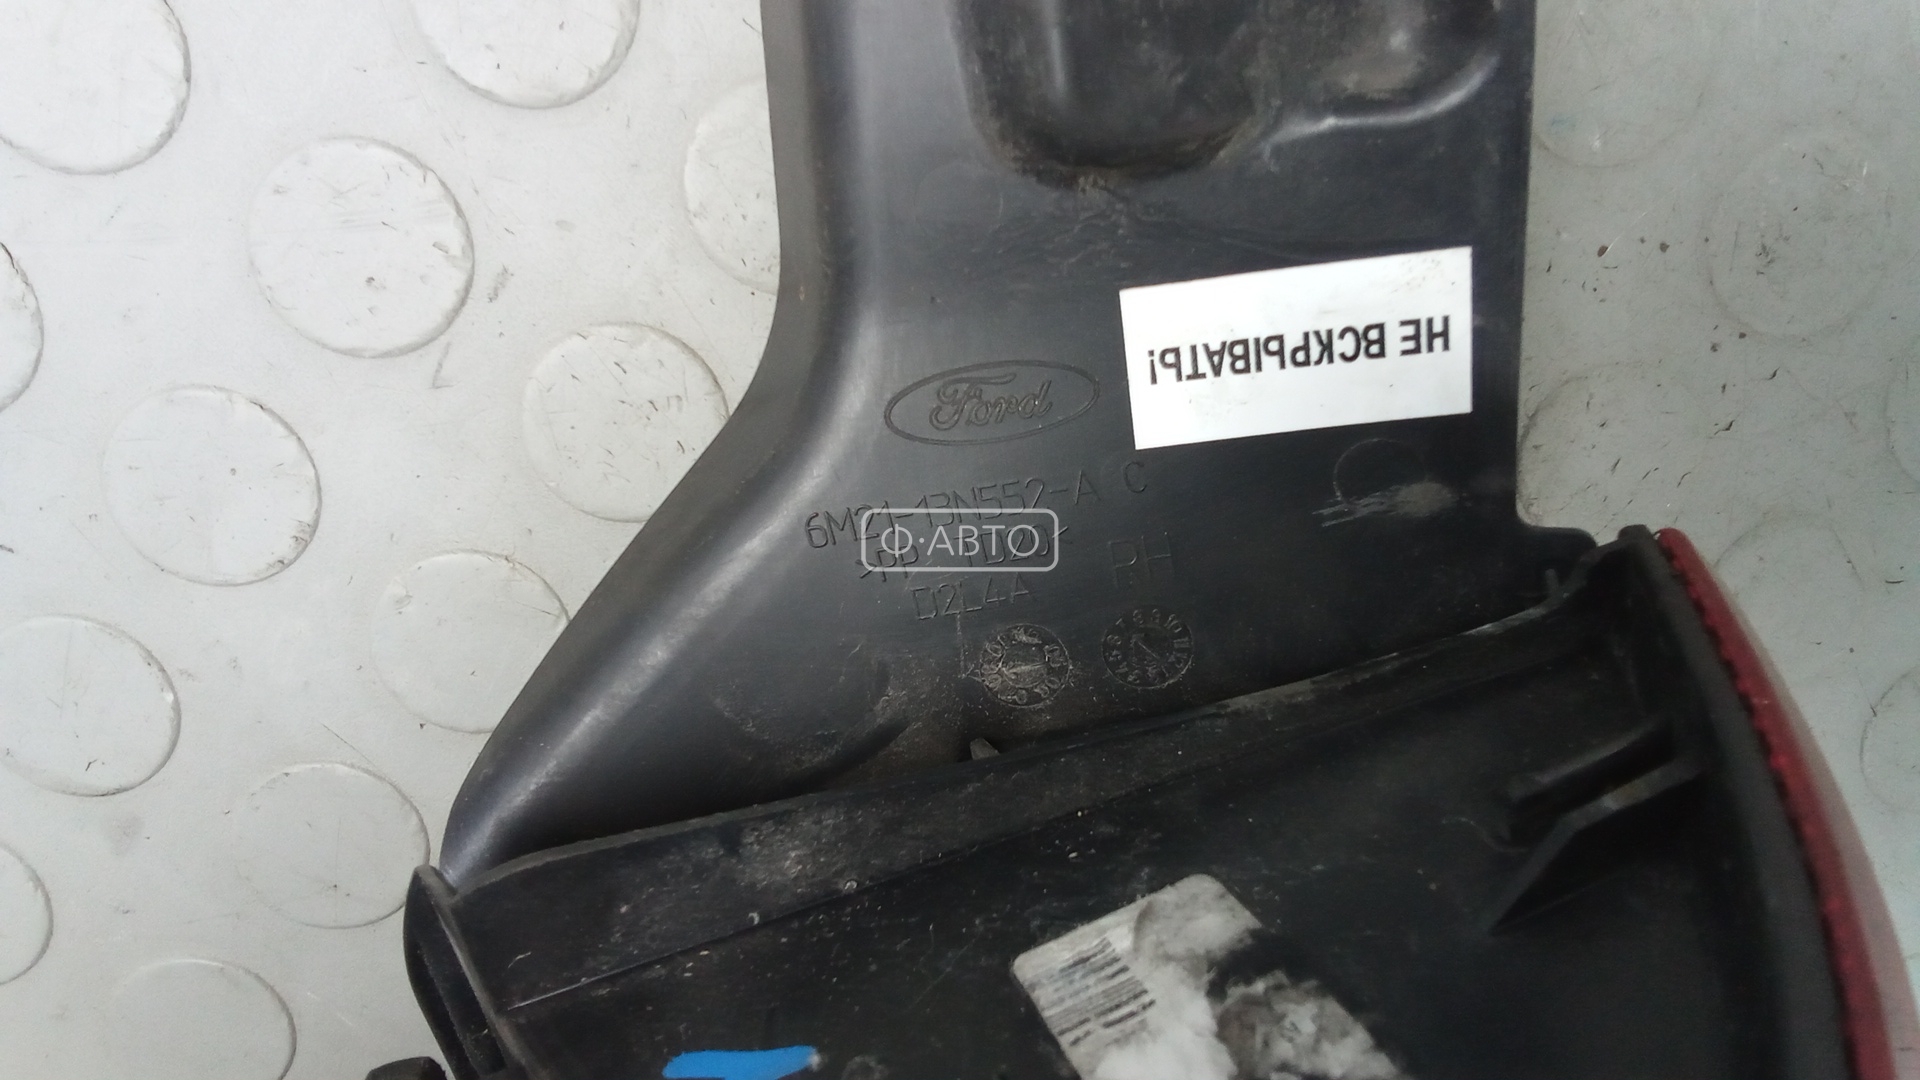 Ford
НЕ ВСКРЫВАТЬ!
6M21-13N552-A C
Ф·АВТО
D2L4A
RH